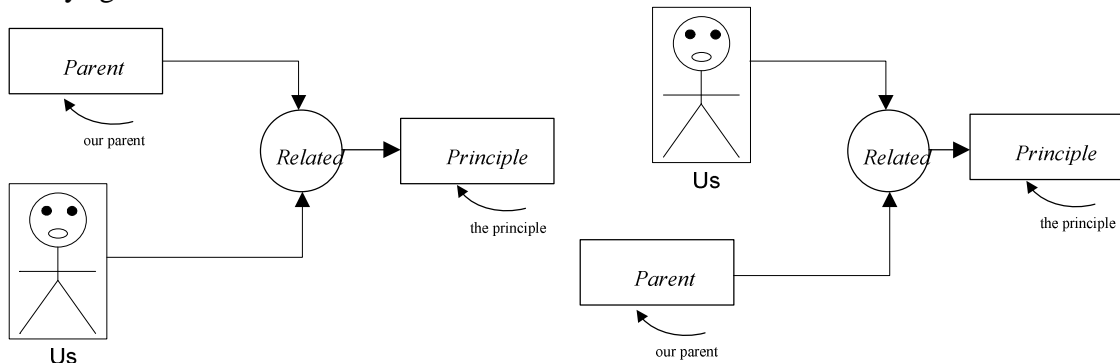 Parent
our parent
Related
Principle
the principle
Us
Us
Related
Principle
the principle
Parent
our parent